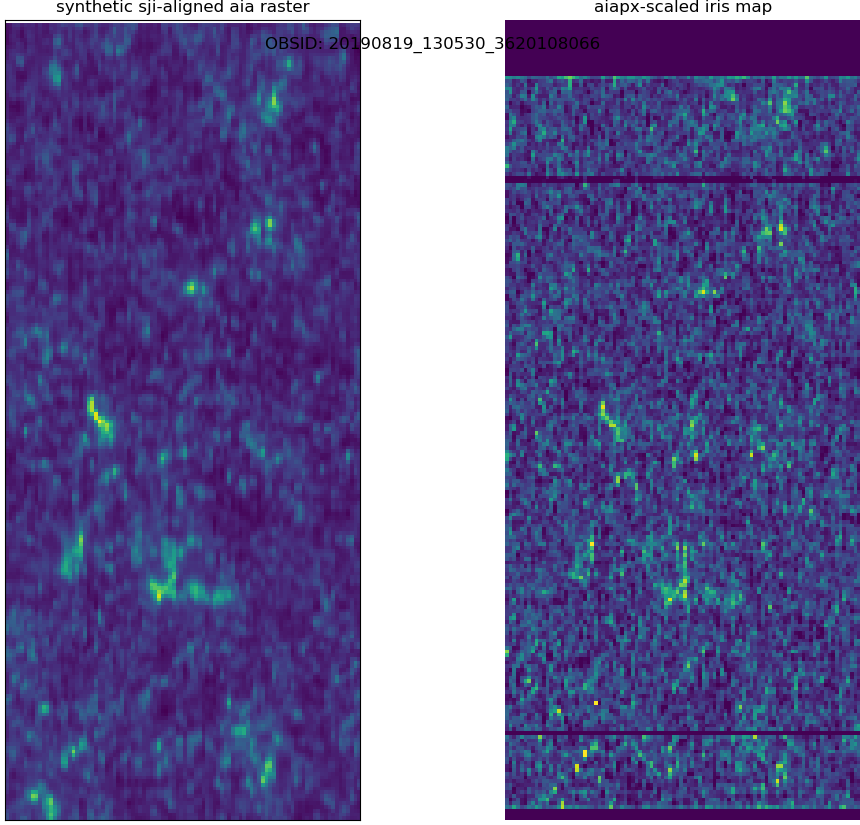 synthetic sji-aligned aia raster
aiapx-scaled iris map
OBSID: 20190819_130530_3620108066